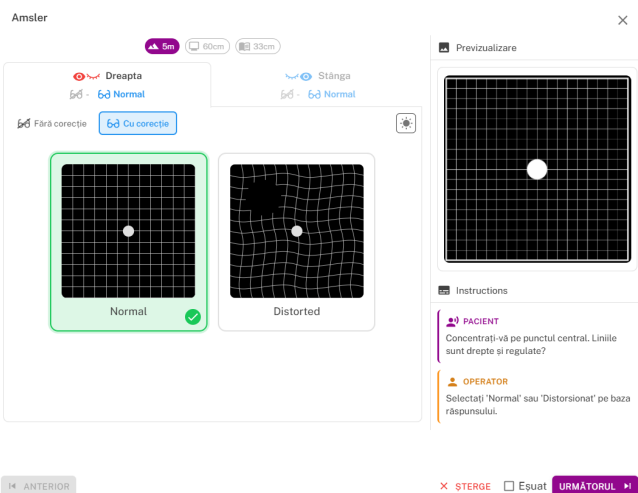 Amsler
5m
60cm
33cm
Dreapta
- Normal
Stânga
- Normal
Fără corecție
Cu corecție
Normal
Distorted
Previzualizare
Instructions
PACIENT
Concentrați-vă pe punctul central. Liniile
sunt drepte și regulate?
OPERATOR
Selectați 'Normal' sau 'Distorsionat' pe baza
răspunsului.
ANTERIOR
ȘTERGE
Eșuat
URMĂTORUL